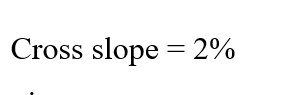 Cross slope = 2%